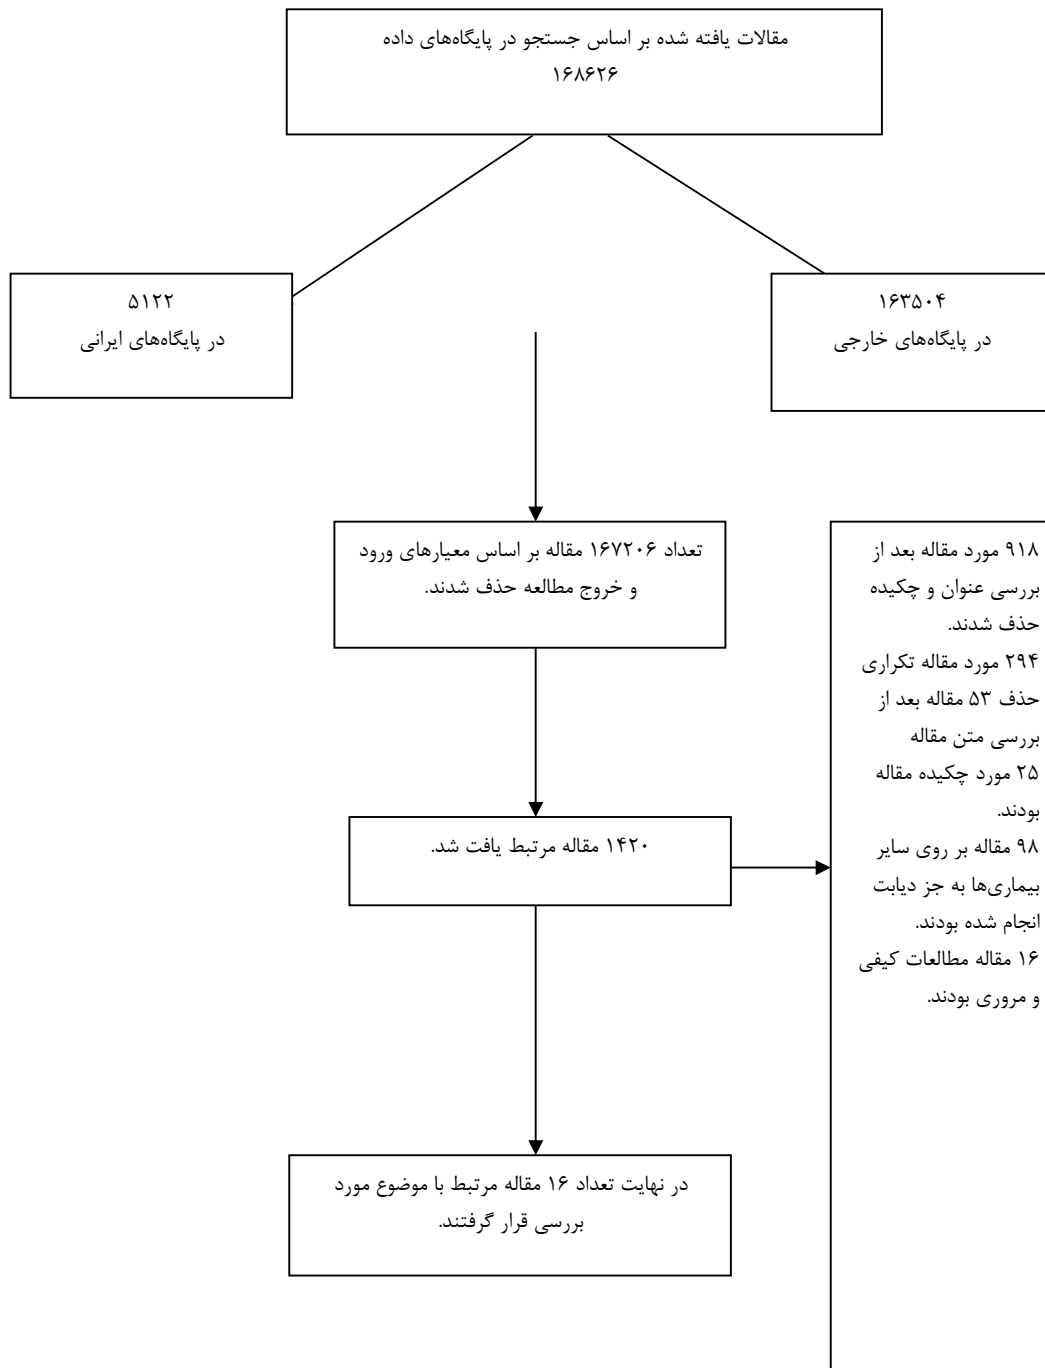 مقالات یافته شده بر اساس جستجو در پایگاه‌های داده
۱۶۸۶۲۶
۱۶۳۵۰۴
در پایگاه‌های خارجی
۵۱۲۲
در پایگاه‌های ایرانی
تعداد ۱۶۷۲۰۶ مقاله بر اساس معیارهای ورود
و خروج مطالعه حذف شدند.
۱۴۲۰ مقاله مرتبط یافت شد.
۹۱۸ مورد مقاله بعد از
بررسی عنوان و چکیده
حذف شدند.
۲۹۴ مورد مقاله تکراری
حذف ۵۳ مقاله بعد از
بررسی متن مقاله
۲۵ مورد چکیده مقاله
بودند.
۹۸ مقاله بر روی سایر
بیماری‌ها به جز دیابت
انجام شده بودند.
۱۶ مقاله مطالعات کیفی
و مروری بودند.
در نهایت تعداد ۱۶ مقاله مرتبط با موضوع مورد
بررسی قرار گرفتند.